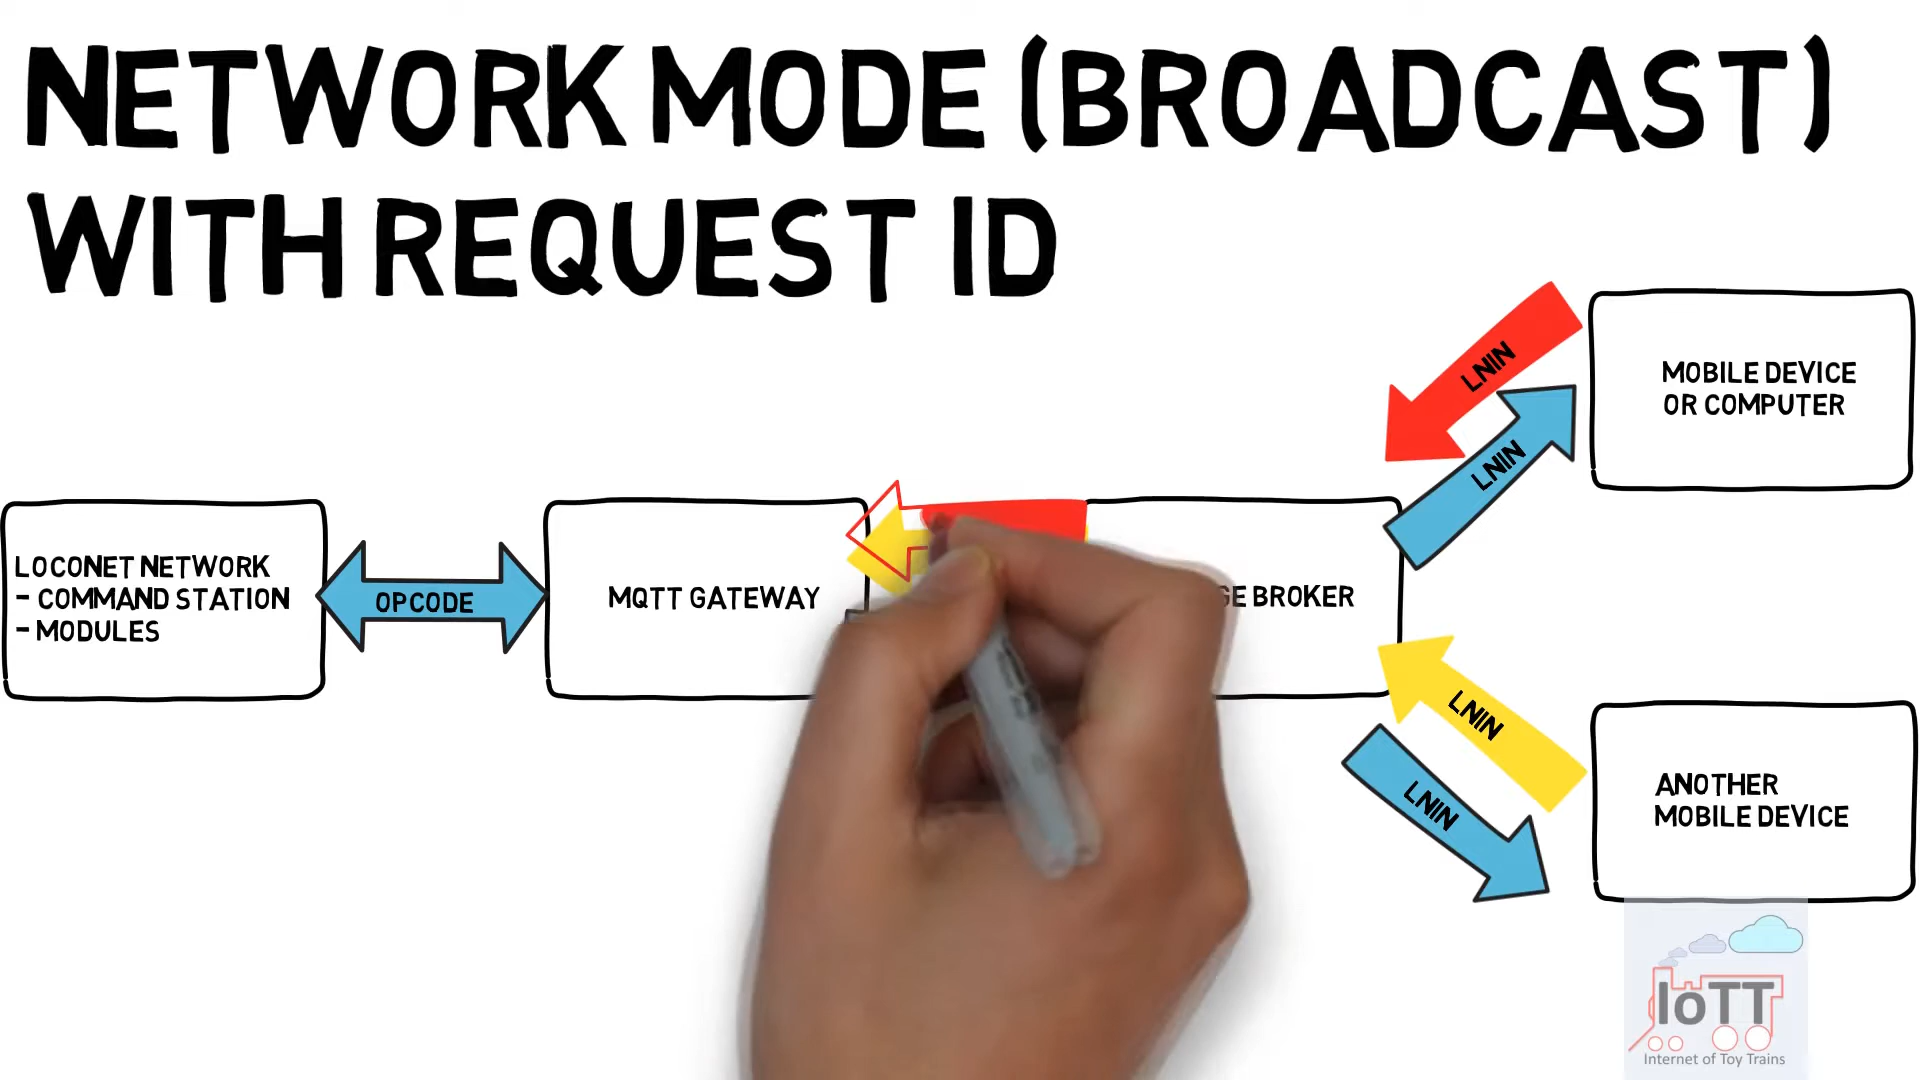 NETWORK MODE (BROADCAST)
WITH REQUEST ID
LOCONET NETWORK
- COMMAND STATION
- MODULES
OPCODE
MQTT GATEWAY
BROKER
LNIN
LNIN
MOBILE DEVICE
OR COMPUTER
LNIN
LNIN
ANOTHER
MOBILE DEVICE
IoTT
Internet of Toy Trains